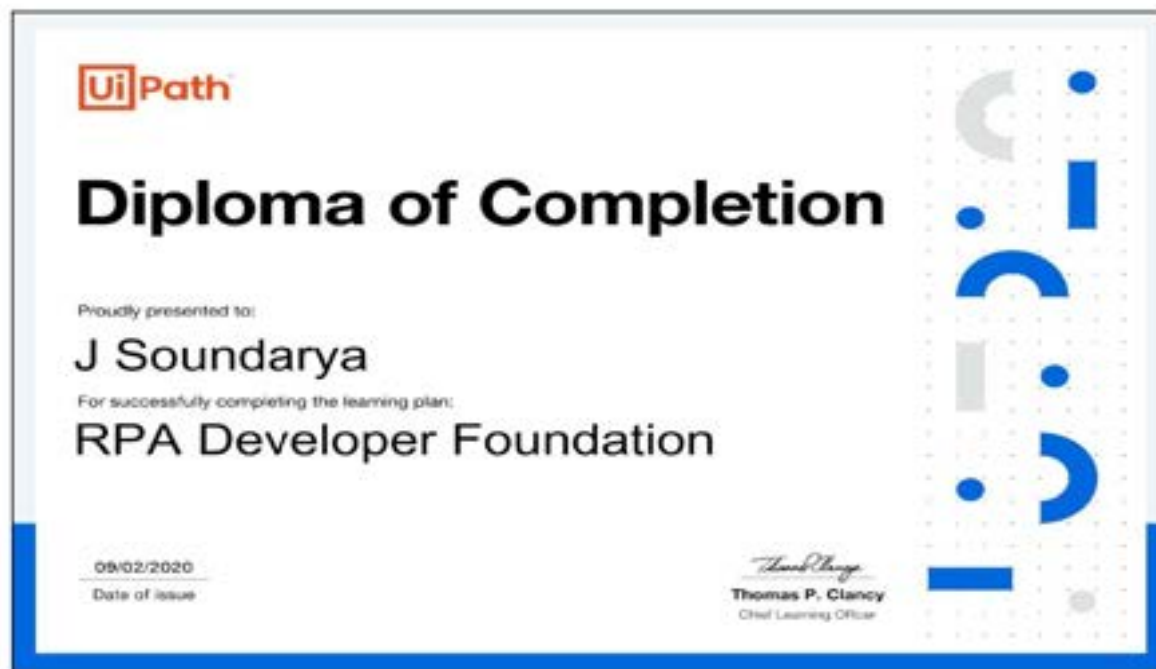 UiPath
Diploma of Completion
Proudly presented to:
J Soundarya
For successfully completing the learning plan:
RPA Developer Foundation
09/02/2020
Date of issue
Thomas P. Clancy
Chief Learning Officer